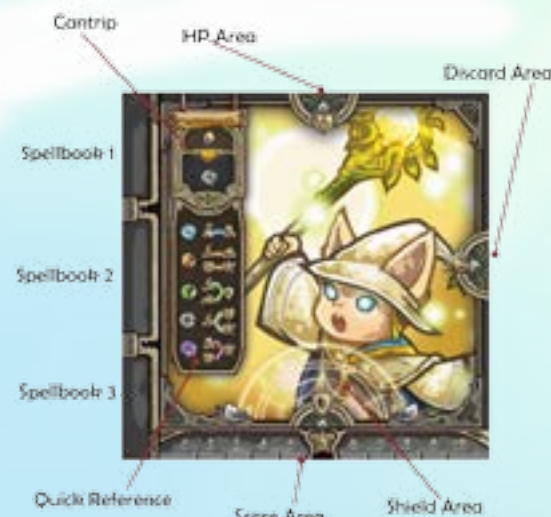 Cantrip
HP Area
Discard Area
Spellbook 1
Spellbook 2
Spellbook 3
Quick Reference
Score Area
Shield Area